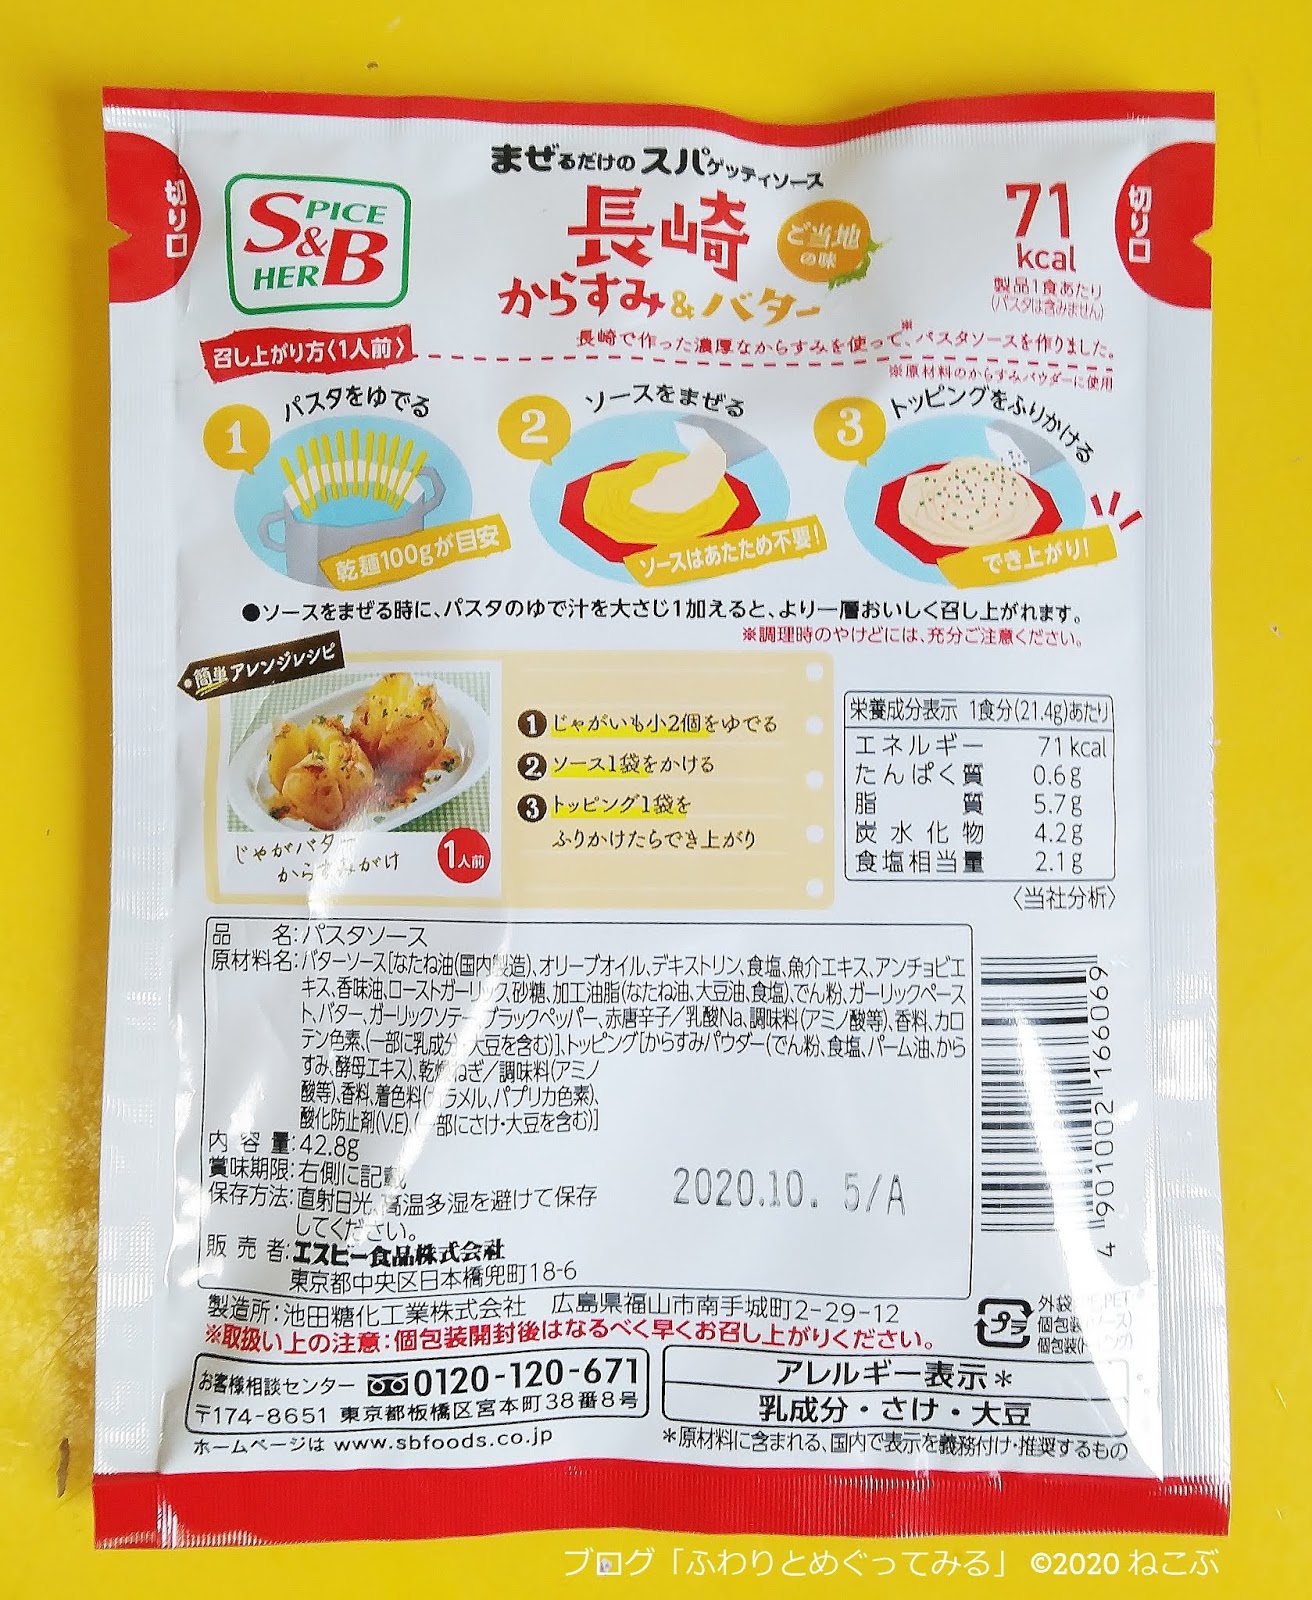 まぜるだけのスパゲッティソース
切り口
SPICE
S&B
HERB
長崎
ご当地
の味
からすみ&バター
71
kcal
製品1食あたり
(パスタは含みません)
切り口
長崎で作った濃厚なからすみを使って※、パスタソースを作りました。
※原材料のからすみパウダーに使用
召し上がり方〈1人前〉
1 パスタをゆでる
乾麺100gが目安
2 ソースをまぜる
ソースはあたため不要!
3 トッピングをふりかける
でき上がり!
●ソースをまぜる時に、パスタのゆで汁を大さじ1加えると、より一層おいしく召し上がれます。
※調理時のやけどには、充分ご注意ください。
簡単アレンジレシピ
じゃがバター
からすみがけ
1人前
❶じゃがいも小2個をゆでる
❷ソース1袋をかける
❸トッピング1袋を
ふりかけたらでき上がり
栄養成分表示 1食分(21.4g)あたり
エネルギー 71kcal
たんぱく質 0.6g
脂質 5.7g
炭水化物 4.2g
食塩相当量 2.1g
〈当社分析〉
品名:パスタソース
原材料名:バターソース[なたね油(国内製造)、オリーブオイル、デキストリン、食塩、魚介エキス、アンチョビエ
キス、香味油、ローストガーリック、砂糖、加工油脂(なたね油、大豆油、食塩)、でん粉、ガーリックペース
ト、バター、ガーリックソテー、ブラックペッパー、赤唐辛子/乳酸Na、調味料(アミノ酸等)、香料、カロ
テン色素、(一部に乳成分・大豆を含む)]、トッピング[からすみパウダー(でん粉、食塩、パーム油、から
すみ、酵母エキス)、乾燥ねぎ/調味料(アミノ
酸等)、香料、着色料(カラメル、パプリカ色素)、
酸化防止剤(V.E)、(一部にさけ・大豆を含む)]
内容量:42.8g
賞味期限:右側に記載
保存方法:直射日光、高温多湿を避けて保存
してください。
販売者:エスビー食品株式会社
東京都中央区日本橋兜町18-6
2020.10. 5/A
4 901002 166069
製造所:池田糖化工業株式会社 広島県福山市南手城町2-29-12
※取扱い上の注意:個包装開封後はなるべく早くお召し上がりください。
プラ
外袋:PE,PET
個包装(ソース)
個包装(トッピング)
お客様相談センター 0120-120-671
〒174-8651 東京都板橋区宮本町38番8号
ホームページは www.sbfoods.co.jp
アレルギー表示＊
乳成分・さけ・大豆
＊原材料に含まれる、国内で表示を義務付け・推奨するもの
ブログ「ふわりとめぐってみる」 ©2020 ねこぶ